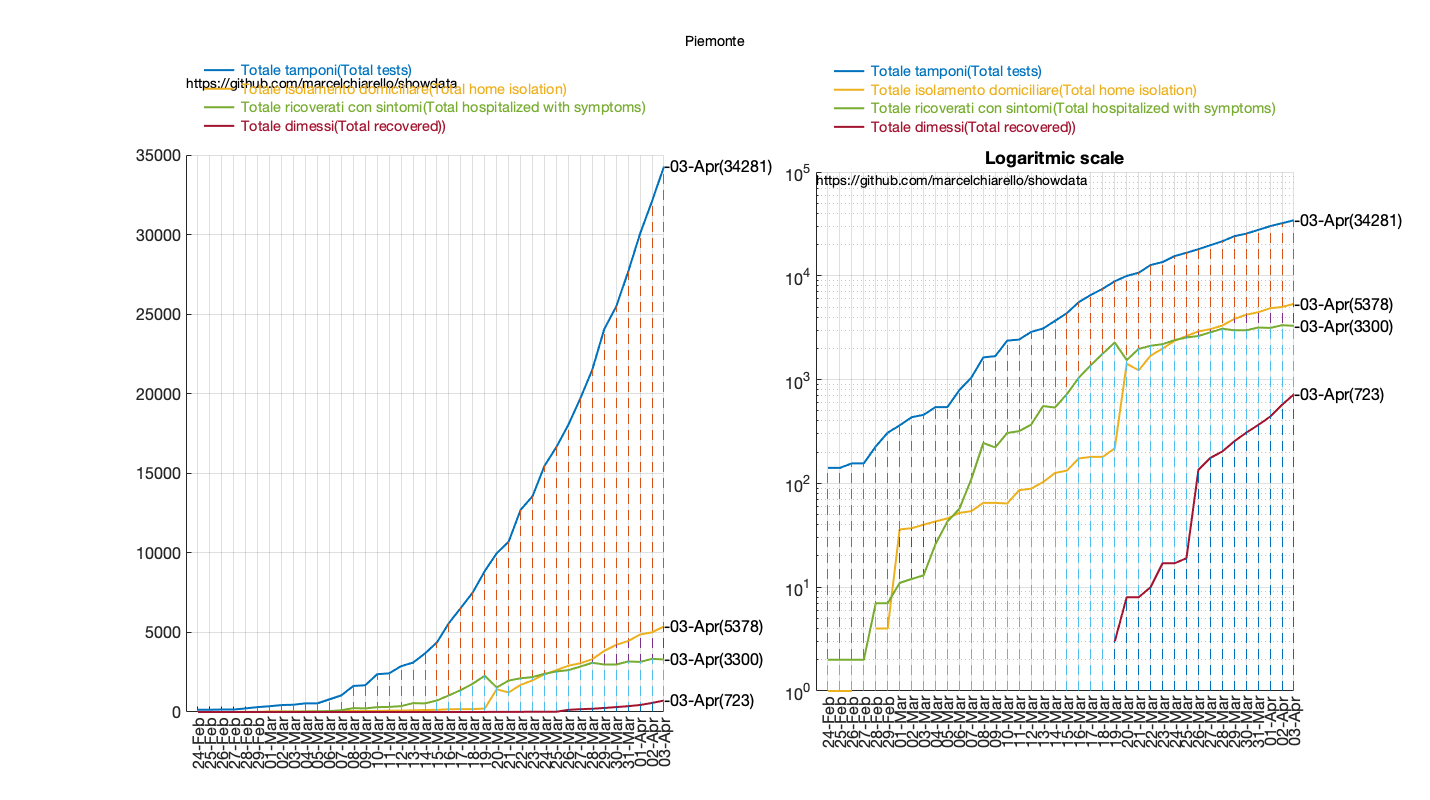 Piemonte
Totale tamponi(Total tests)
https://github.com/marcelchiarello/showdata
Totale isolamento domiciliare(Total home isolation)
Totale ricoverati con sintomi(Total hospitalized with symptoms)
Totale dimessi(Total recovered))
35000
30000
25000
20000
15000
10000
5000
0
-03-Apr(34281)
-03-Apr(5378)
-03-Apr(3300)
-03-Apr(723)
24-Feb
25-Feb
26-Feb
27-Feb
28-Feb
29-Feb
01-Mar
02-Mar
03-Mar
04-Mar
05-Mar
06-Mar
07-Mar
08-Mar
09-Mar
10-Mar
11-Mar
12-Mar
13-Mar
14-Mar
15-Mar
16-Mar
17-Mar
18-Mar
19-Mar
20-Mar
21-Mar
22-Mar
23-Mar
24-Mar
25-Mar
26-Mar
27-Mar
28-Mar
29-Mar
30-Mar
31-Mar
01-Apr
02-Apr
03-Apr
Totale tamponi(Total tests)
Totale isolamento domiciliare(Total home isolation)
Totale ricoverati con sintomi(Total hospitalized with symptoms)
Totale dimessi(Total recovered))
Logaritmic scale
https://github.com/marcelchiarello/showdata
10^5
10^4
10^3
10^2
10^1
10^0
-03-Apr(34281)
-03-Apr(5378)
-03-Apr(3300)
-03-Apr(723)
24-Feb
25-Feb
26-Feb
27-Feb
28-Feb
29-Feb
01-Mar
02-Mar
03-Mar
04-Mar
05-Mar
06-Mar
07-Mar
08-Mar
09-Mar
10-Mar
11-Mar
12-Mar
13-Mar
14-Mar
15-Mar
16-Mar
17-Mar
18-Mar
19-Mar
20-Mar
21-Mar
22-Mar
23-Mar
24-Mar
25-Mar
26-Mar
27-Mar
28-Mar
29-Mar
30-Mar
31-Mar
01-Apr
02-Apr
03-Apr